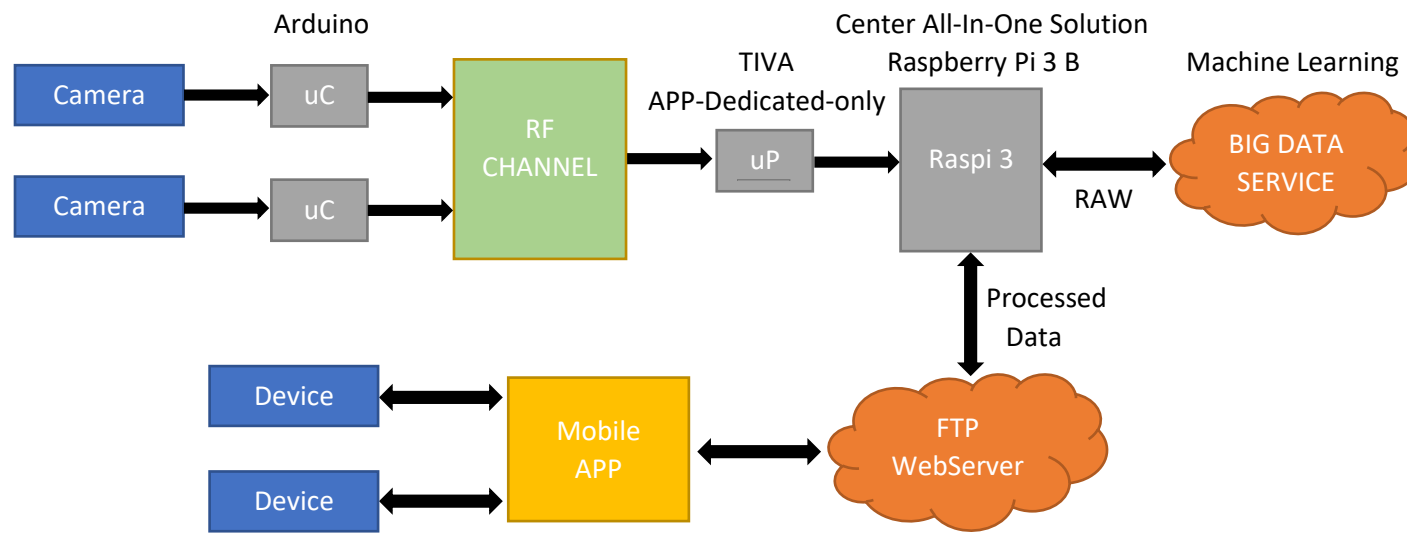 Arduino
Center All-In-One Solution
TIVA
Raspberry Pi 3 B
Machine Learning
APP-Dedicated-only
Camera
uC
RF
CHANNEL
uP
Raspi 3
BIG DATA
SERVICE
Camera
uC
RAW
Processed
Data
Device
Mobile
APP
FTP
WebServer
Device